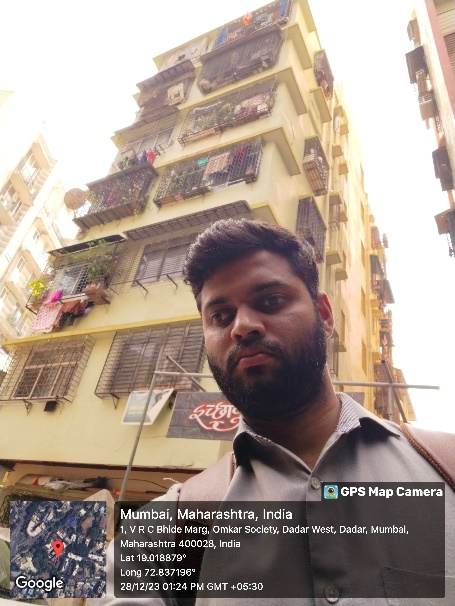 GPS Map Camera
Mumbai, Maharashtra, India
1, V R C Bhide Marg, Omkar Society, Dadar West, Dadar, Mumbai,
Maharashtra 400028, India
Lat 19.018879°
Long 72.837196°
28/12/23 01:24 PM GMT +05:30
Google